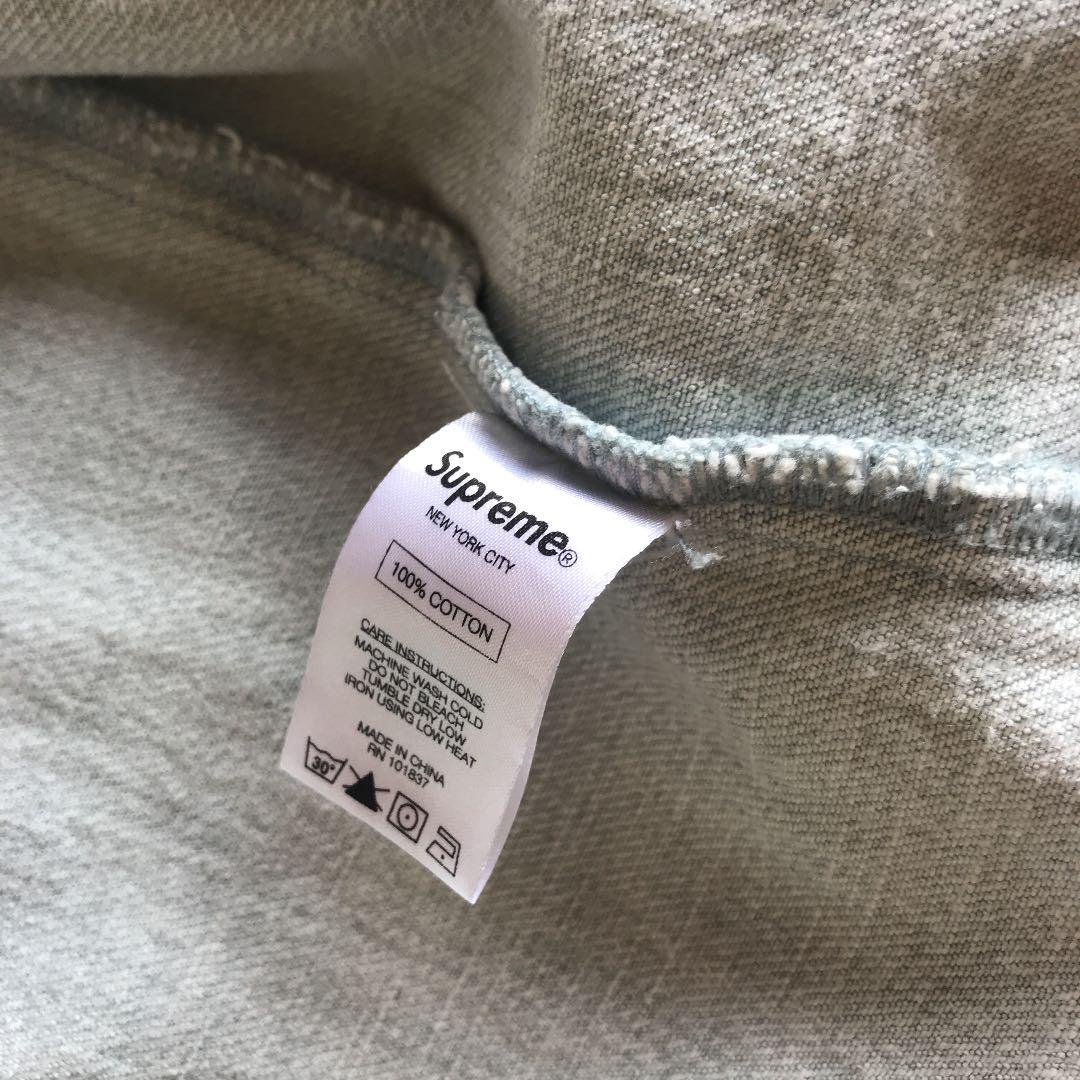 Supreme®
NEW YORK CITY
100% COTTON
CARE INSTRUCTIONS:
MACHINE WASH COLD
DO NOT BLEACH
TUMBLE DRY LOW
IRON USING LOW HEAT
MADE IN CHINA
RN 101837
30°